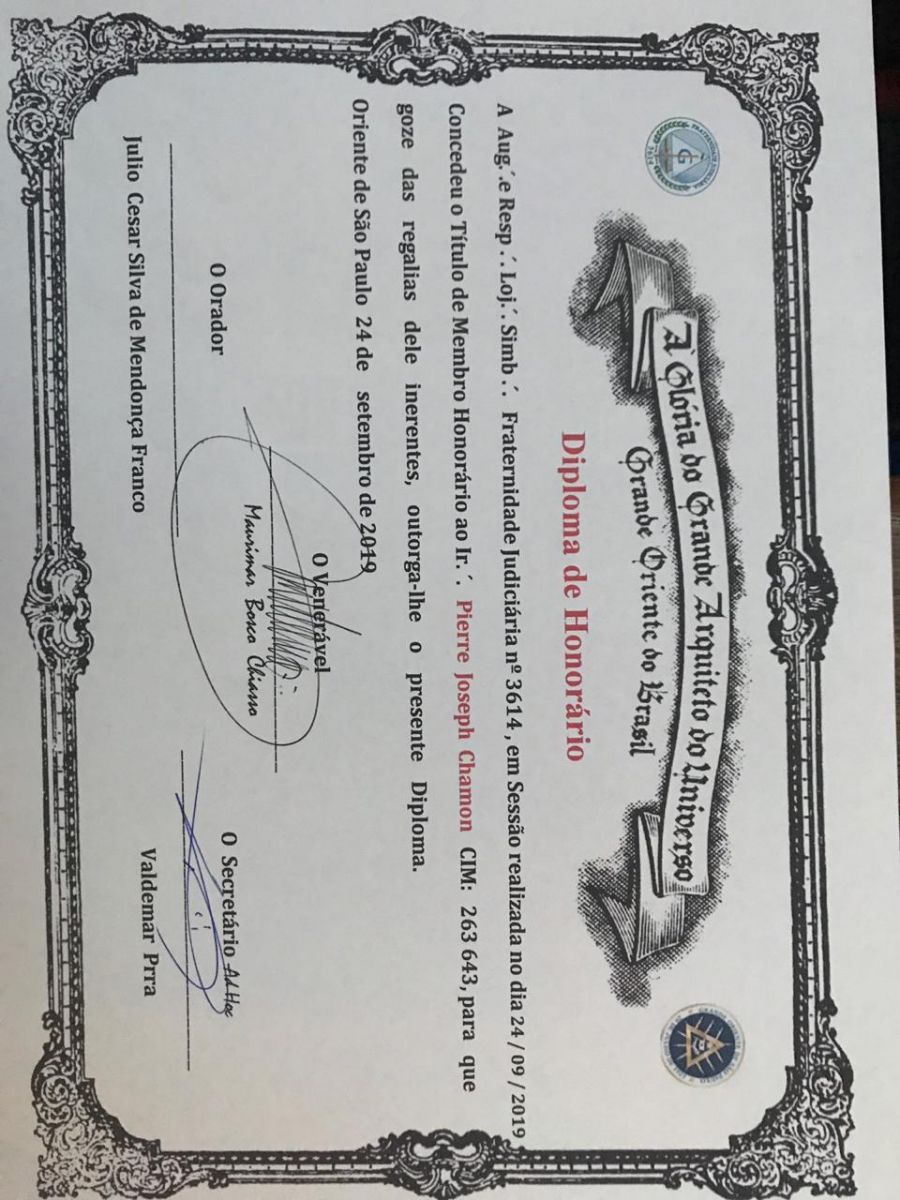 À Glória do Grande Arquiteto do Universo
Grande Oriente do Brasil
Diploma de Honorário
A Aug.´.e Resp .´. Loj.´. Simb .´. Fraternidade Judiciária nº 3614 , em Sessão realizada no dia 24 / 09 / 2019
Concedeu o Título de Membro Honorário ao Ir. ´. Pierre Joseph Chamon CIM: 263 643, para que
goze das regalias dele inerentes, outorga-lhe o presente Diploma.
Oriente de São Paulo 24 de setembro de 2019
O Venerável
O Orador
O Secretário Ad Hoc
Julio Cesar Silva de Mendonça Franco
Bosco
Valdemar Prra